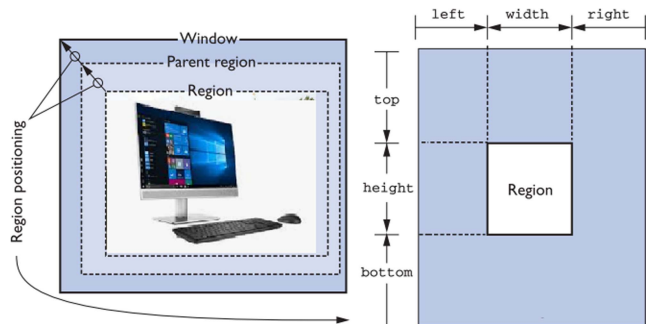 left
width
right
Window
Parent region
Region
Region positioning
top
height
Region
bottom